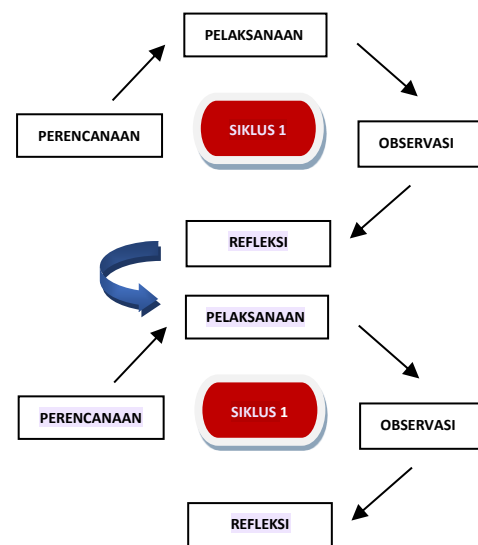 PELAKSANAAN
PERENCANAAN
SIKLUS 1
OBSERVASI
REFLEKSI
PELAKSANAAN
PERENCANAAN
SIKLUS 1
OBSERVASI
REFLEKSI